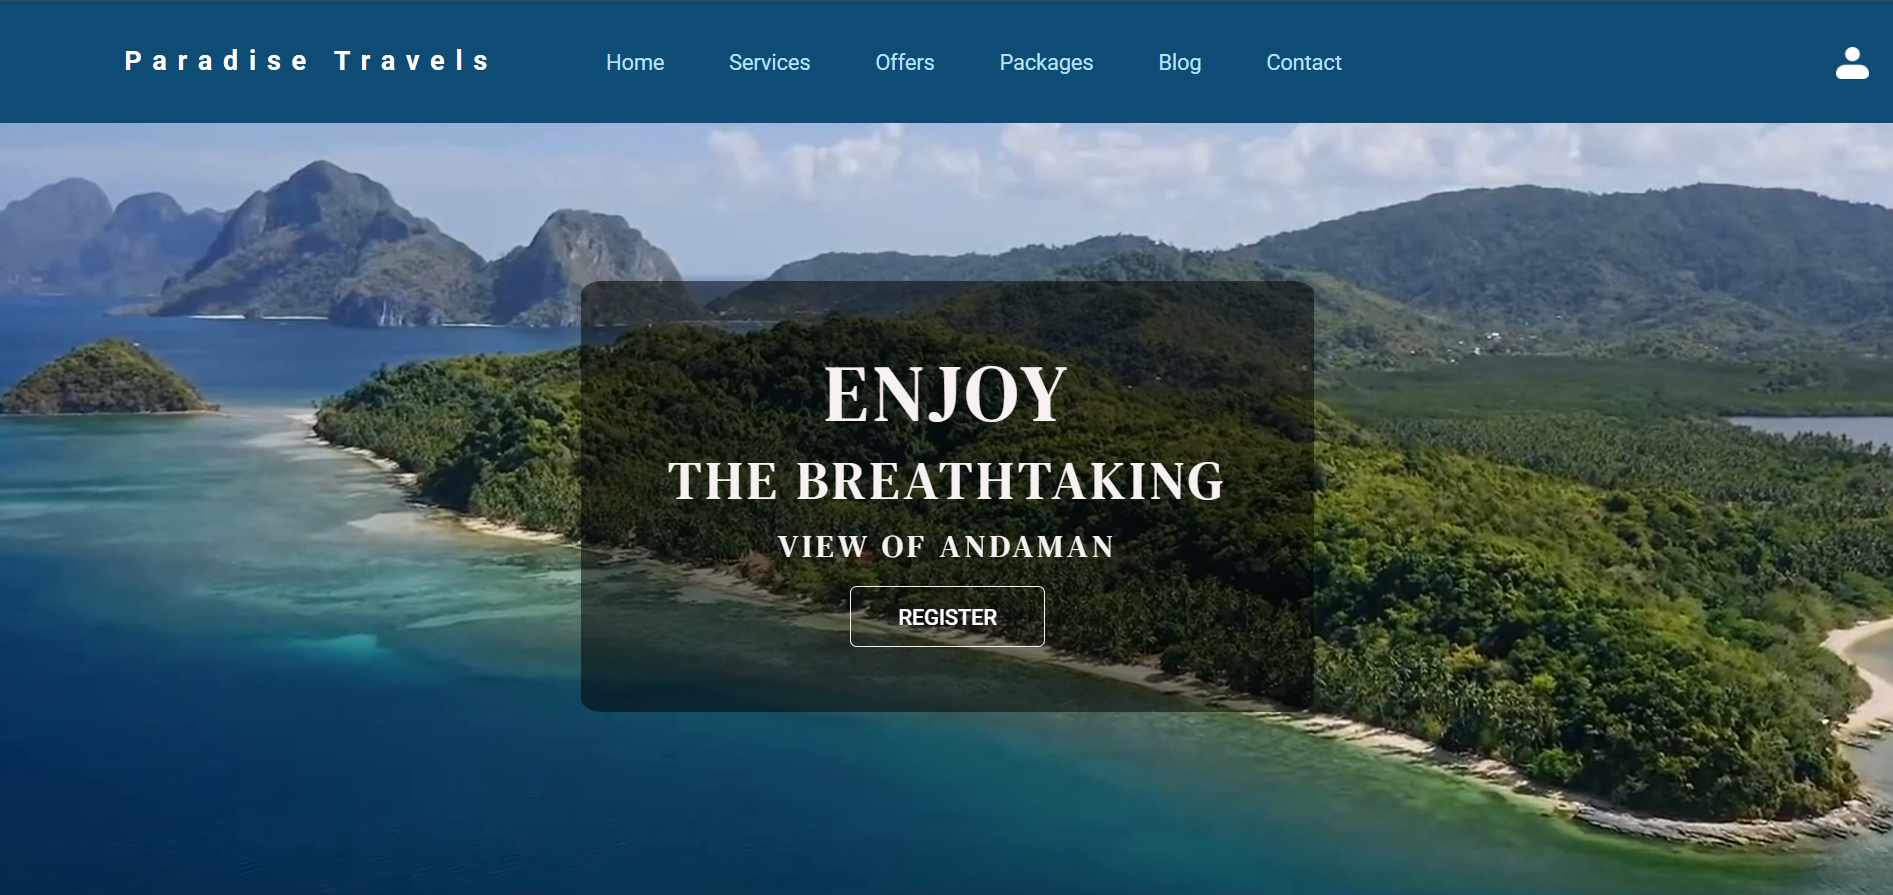 Paradise Travels
Home Services Offers Packages Blog Contact
ENJOY
THE BREATHTAKING
VIEW OF ANDAMAN
REGISTER